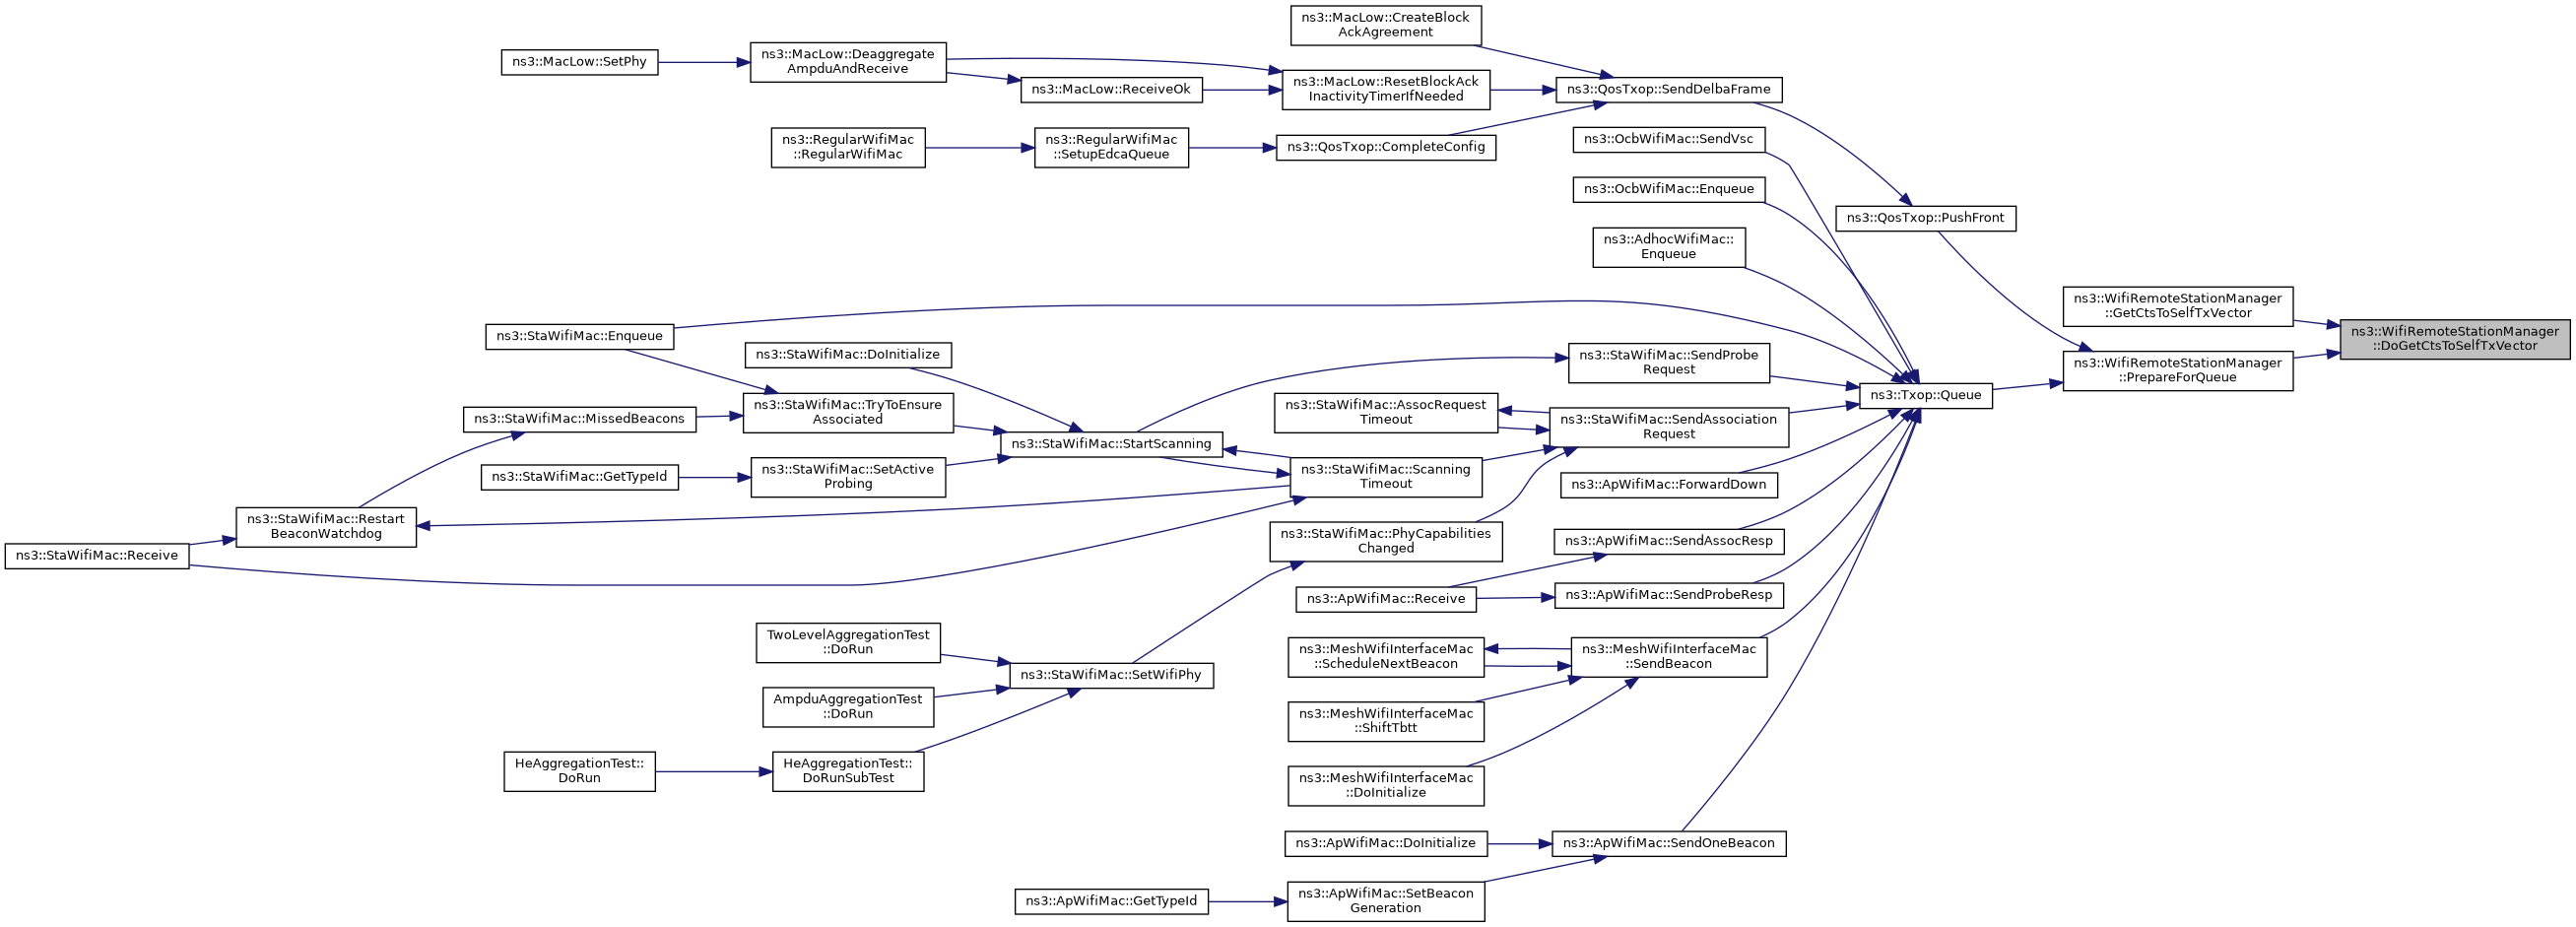 ns3::MacLow::CreateBlock
AckAgreement
ns3::MacLow::SetPhy
ns3::MacLow::Deaggregate
AmpduAndReceive
ns3::MacLow::ReceiveOk
ns3::MacLow::ResetBlockAck
InactivityTimerIfNeeded
ns3::QosTxop::SendDelbaFrame
ns3::RegularWifiMac
::RegularWifiMac
ns3::RegularWifiMac
::SetupEdcaQueue
ns3::QosTxop::CompleteConfig
ns3::OcbWifiMac::SendVsc
ns3::OcbWifiMac::Enqueue
ns3::QosTxop::PushFront
ns3::AdhocWifiMac::
Enqueue
ns3::WifiRemoteStationManager
::GetCtsToSelfTxVector
ns3::WifiRemoteStationManager
::DoGetCtsToSelfTxVector
ns3::WifiRemoteStationManager
::PrepareForQueue
ns3::StaWifiMac::Enqueue
ns3::StaWifiMac::DoInitialize
ns3::StaWifiMac::SendProbe
Request
ns3::Txop::Queue
ns3::StaWifiMac::MissedBeacons
ns3::StaWifiMac::TryToEnsure
Associated
ns3::StaWifiMac::AssocRequest
Timeout
ns3::StaWifiMac::SendAssociation
Request
ns3::StaWifiMac::StartScanning
ns3::StaWifiMac::GetTypeId
ns3::StaWifiMac::SetActive
Probing
ns3::StaWifiMac::Scanning
Timeout
ns3::ApWifiMac::ForwardDown
ns3::StaWifiMac::Restart
BeaconWatchdog
ns3::StaWifiMac::Receive
ns3::StaWifiMac::PhyCapabilities
Changed
ns3::ApWifiMac::SendAssocResp
ns3::ApWifiMac::Receive
ns3::ApWifiMac::SendProbeResp
TwoLevelAggregationTest
::DoRun
ns3::StaWifiMac::SetWifiPhy
ns3::MeshWifiInterfaceMac
::ScheduleNextBeacon
ns3::MeshWifiInterfaceMac
::SendBeacon
AmpduAggregationTest
::DoRun
ns3::MeshWifiInterfaceMac
::ShiftTbtt
HeAggregationTest::
DoRun
HeAggregationTest::
DoRunSubTest
ns3::MeshWifiInterfaceMac
::DoInitialize
ns3::ApWifiMac::DoInitialize
ns3::ApWifiMac::SendOneBeacon
ns3::ApWifiMac::GetTypeId
ns3::ApWifiMac::SetBeacon
Generation